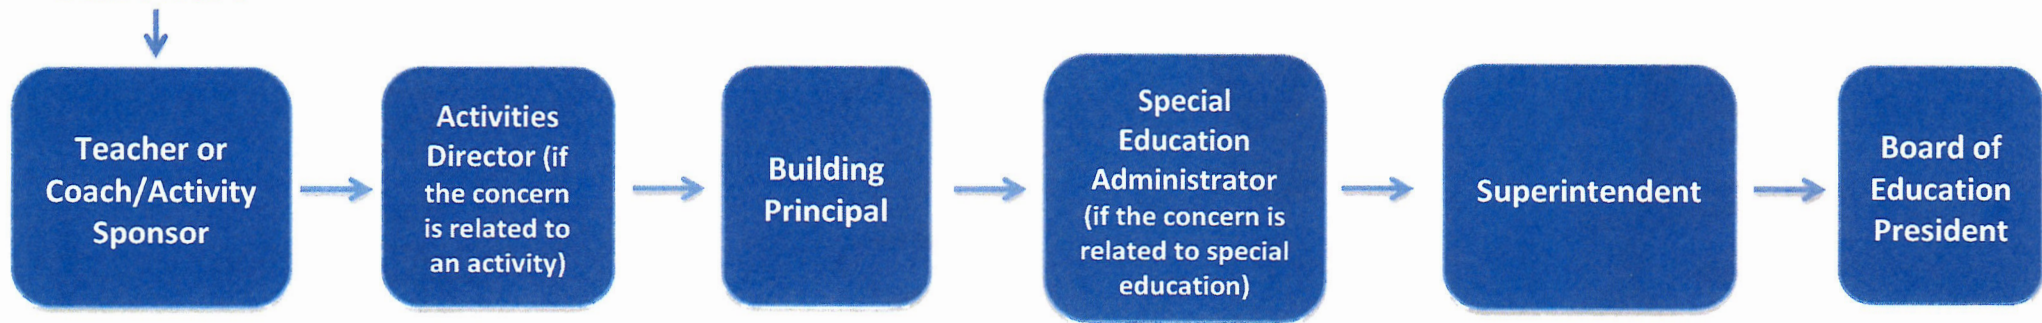 Teacher or
Coach/Activity
Sponsor
Activities
Director (if
the concern
is related to
an activity)
Building
Principal
Special
Education
Administrator
(if the concern is
related to special
education)
Superintendent
Board of
Education
President